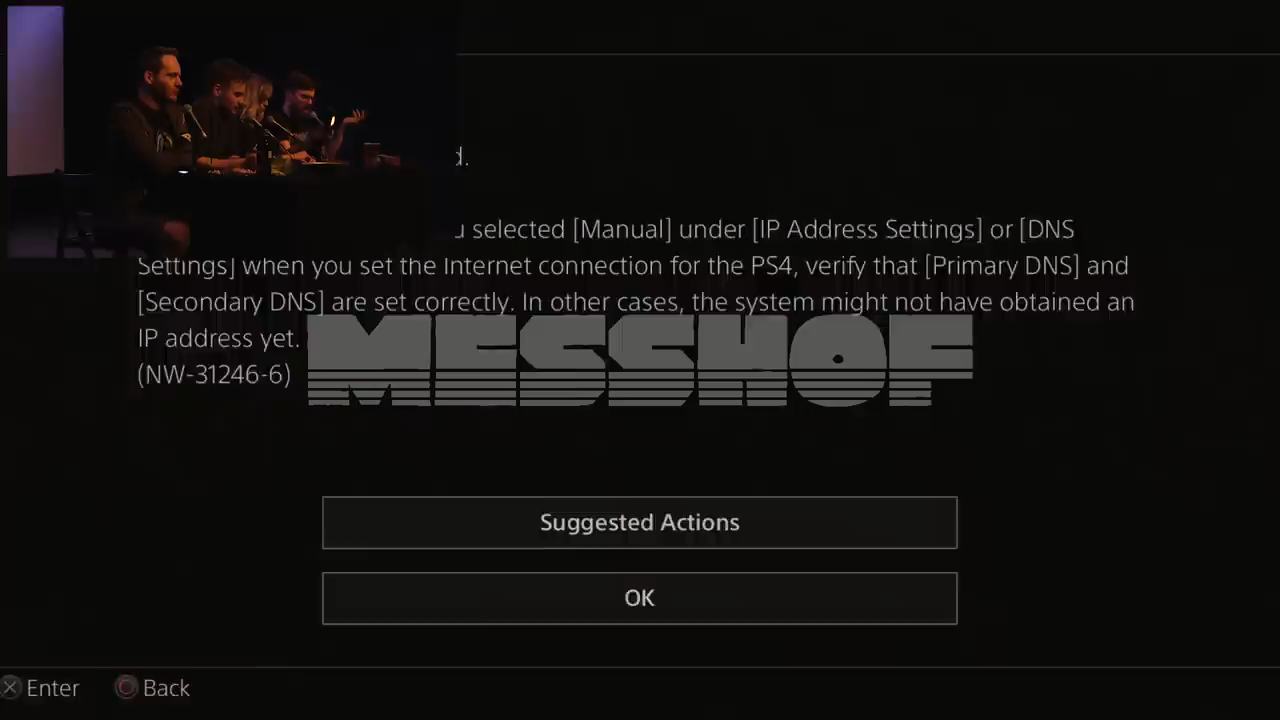 d.
u selected [Manual] under [IP Address Settings] or [DNS
Settings] when you set the Internet connection for the PS4, verify that [Primary DNS] and
[Secondary DNS] are set correctly. In other cases, the system might not have obtained an
IP address yet.
(NW-31246-6)
MESSHOF
Suggested Actions
OK
Enter
Back